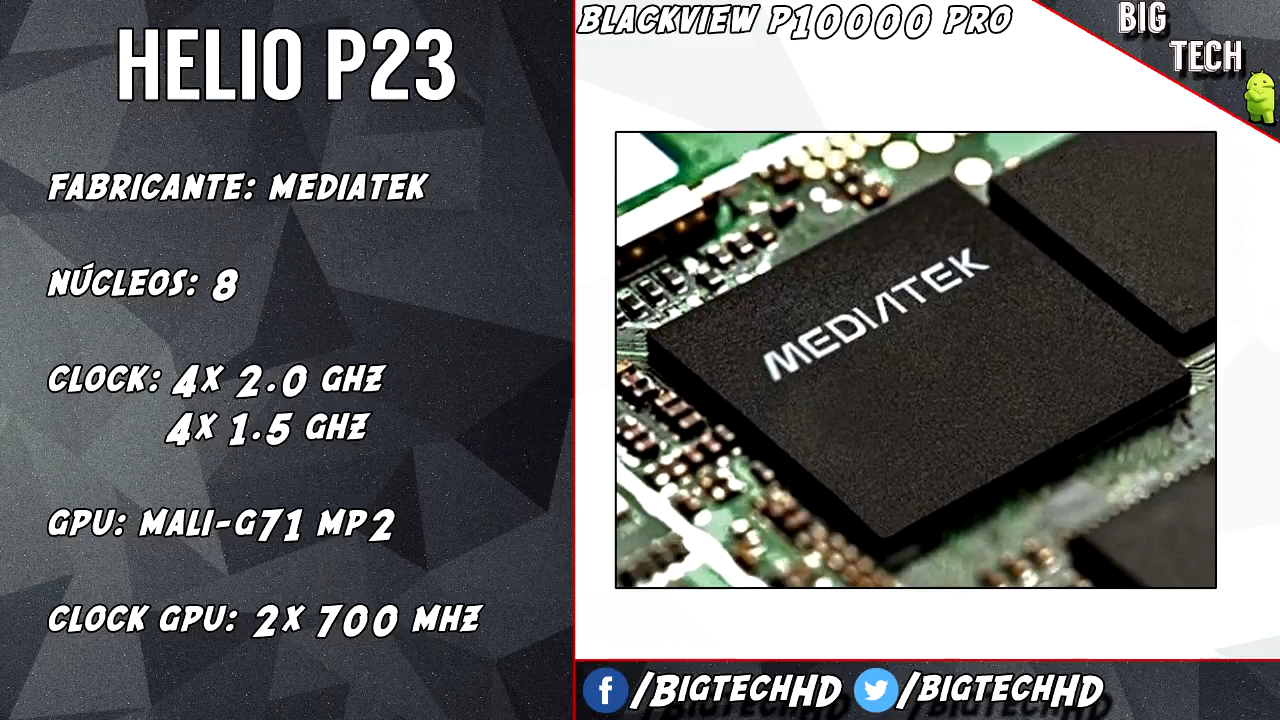 HELIO P23
FABRICANTE: MEDIATEK
NÚCLEOS: 8
CLOCK: 4X 2.0 GHZ
4X 1.5 GHZ
GPU: MALI-G71 MP2
CLOCK GPU: 2X 700 MHZ
BLACKVIEW P10000 PRO
BIG
TECH
MEDIATEK
f /BIGTECHHD /BIGTECHHD